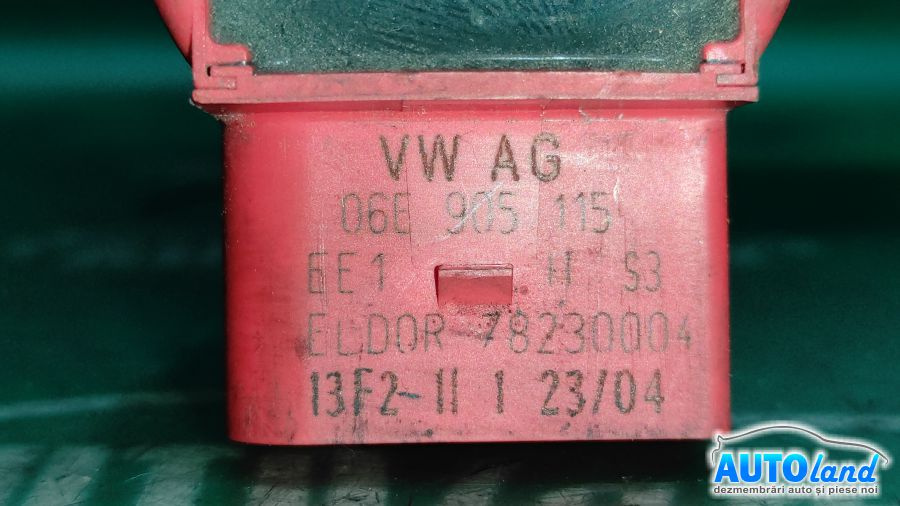 VW AG
06E 905 115
EE1 H S3
ELDOR 78230004
13F2-II 1 23/04
AUTOland
dezmembrări auto și piese noi